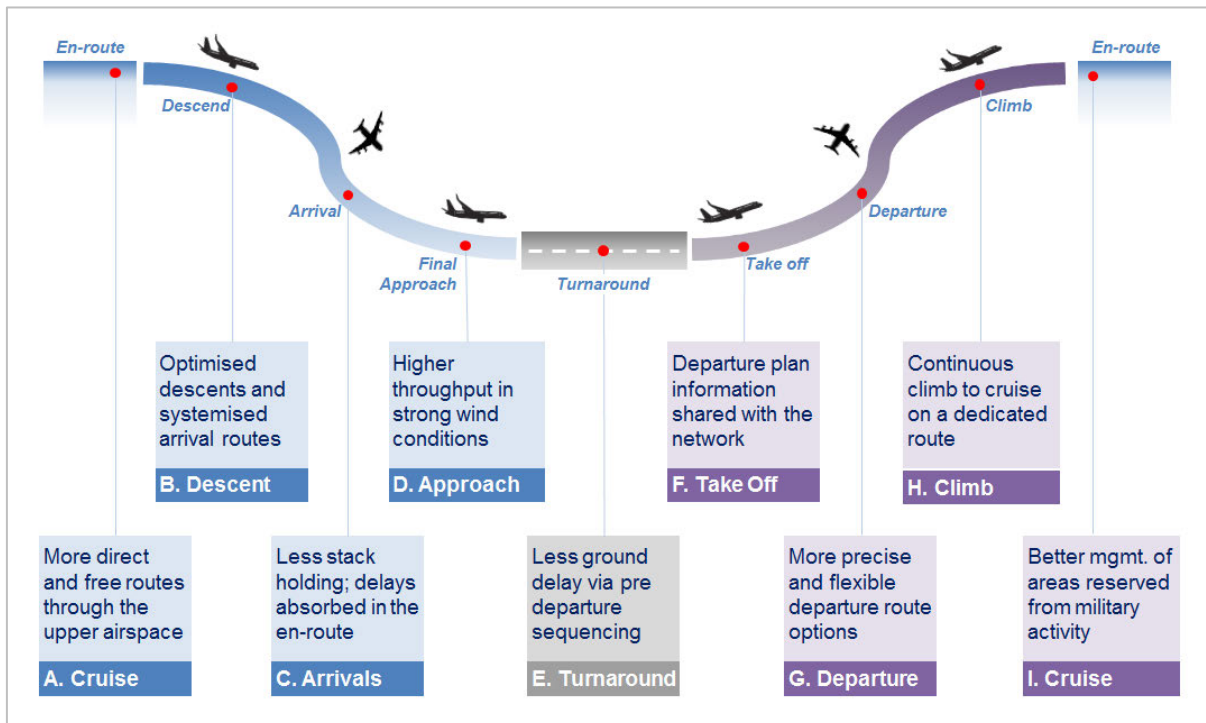 En-route
En-route
Descend
Climb
Arrival
Departure
Final
Approach
Turnaround
Take off
Optimised
descents and
systemised
arrival routes
B. Descent
Higher
throughput in
strong wind
conditions
D. Approach
Departure plan
information
shared with the
network
F. Take Off
Continuous
climb to cruise
on a dedicated
route
H. Climb
More direct
and free routes
through the
upper airspace
A. Cruise
Less stack
holding; delays
absorbed in the
en-route
C. Arrivals
Less ground
delay via pre
departure
sequencing
E. Turnaround
More precise
and flexible
departure route
options
G. Departure
Better mgmt. of
areas reserved
from military
activity
I. Cruise